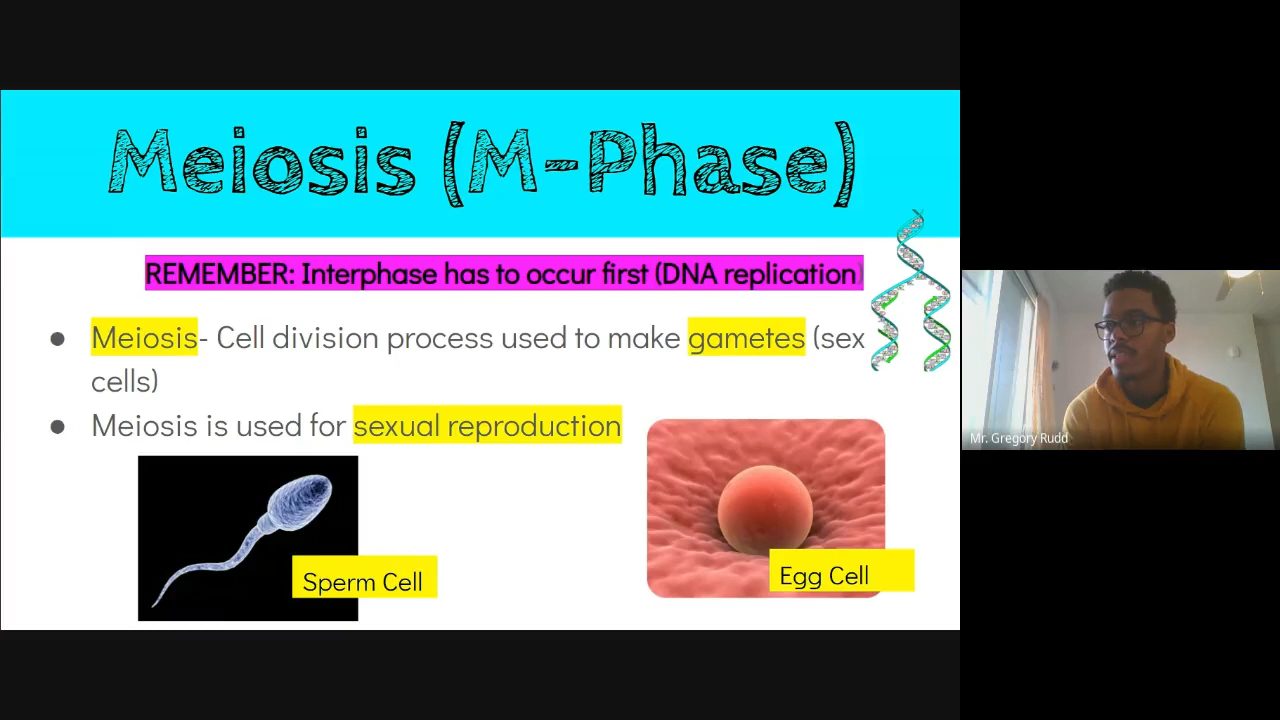 Meiosis (M-Phase)
REMEMBER: Interphase has to occur first (DNA replication)
● Meiosis- Cell division process used to make gametes (sex
cells)
● Meiosis is used for sexual reproduction
Sperm Cell
Egg Cell
Mr. Gregory Rudd